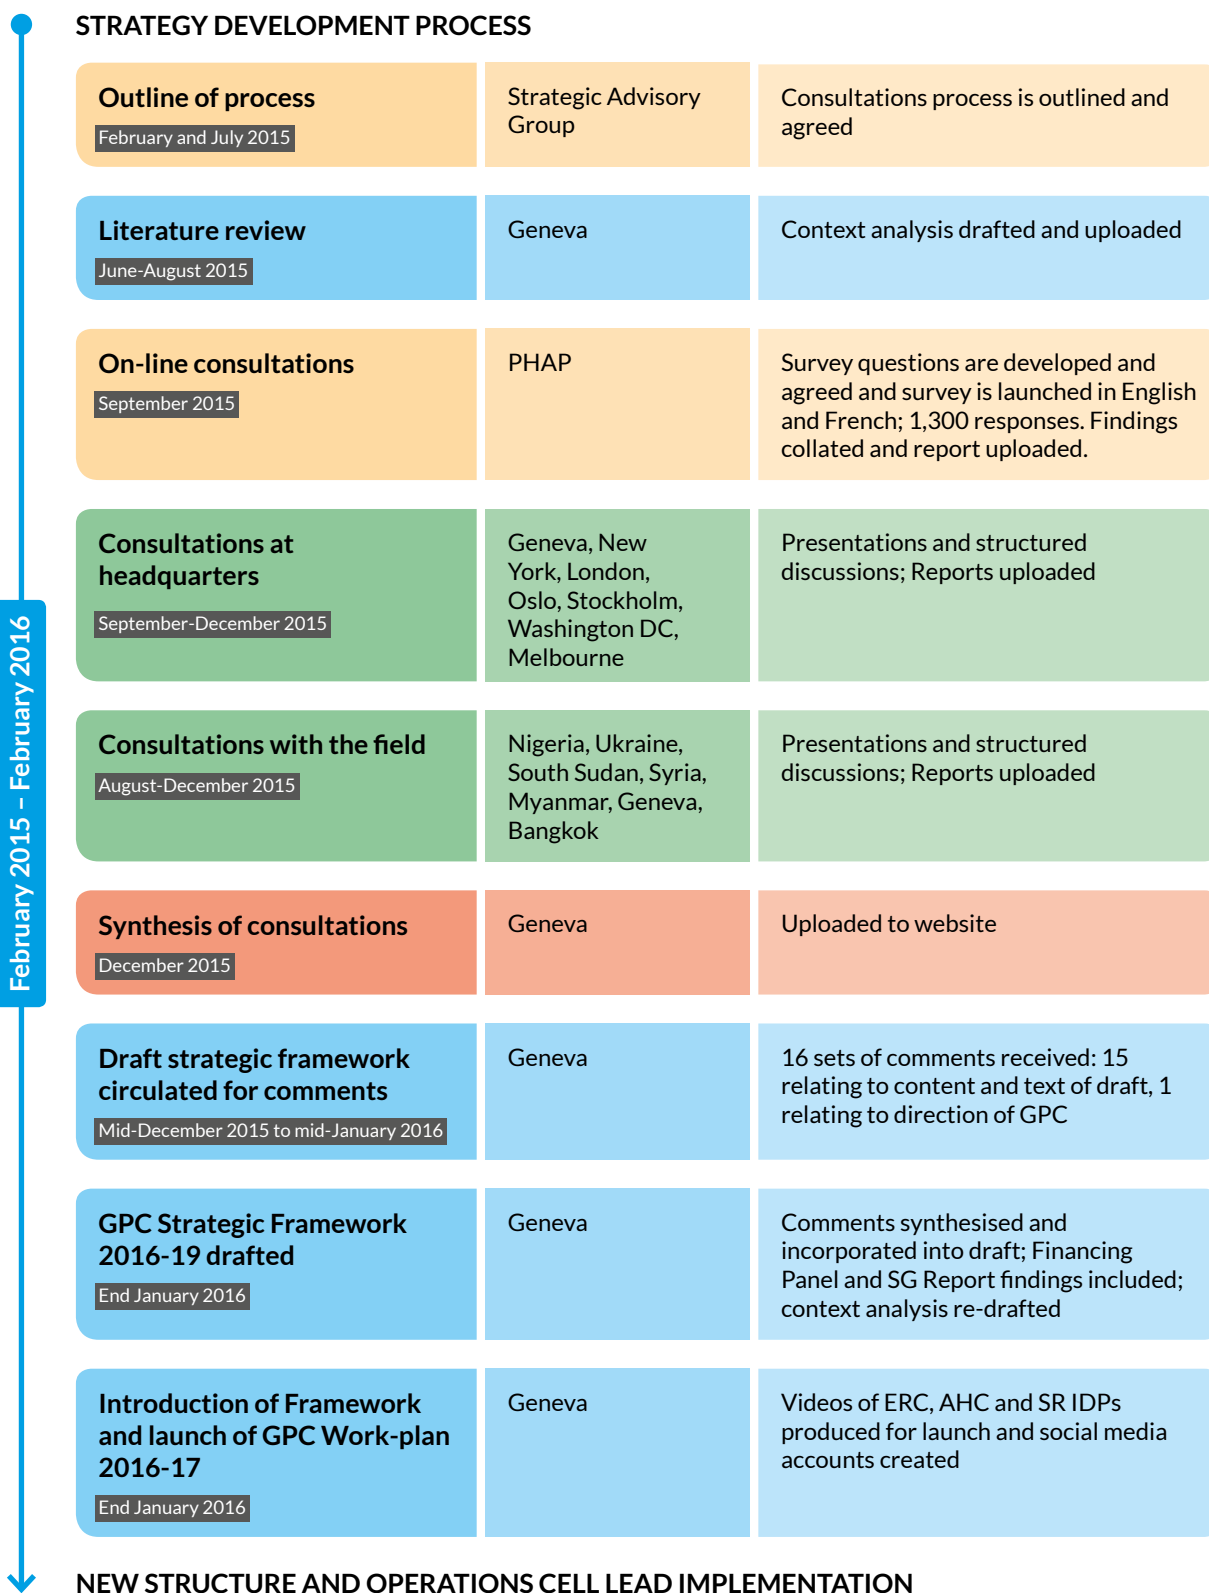 STRATEGY DEVELOPMENT PROCESS
Outline of process
February and July 2015
Strategic Advisory
Group
Consultations process is outlined and
agreed
Literature review
June-August 2015
Geneva
Context analysis drafted and uploaded
On-line consultations
September 2015
PHAP
Survey questions are developed and
agreed and survey is launched in English
and French; 1,300 responses. Findings
collated and report uploaded.
Consultations at
headquarters
September-December 2015
Geneva, New
York, London,
Oslo, Stockholm,
Washington DC,
Melbourne
Presentations and structured
discussions; Reports uploaded
Consultations with the field
August-December 2015
Nigeria, Ukraine,
South Sudan, Syria,
Myanmar, Geneva,
Bangkok
Presentations and structured
discussions; Reports uploaded
February 2015 – February 2016
Synthesis of consultations
December 2015
Geneva
Uploaded to website
Draft strategic framework
circulated for comments
Mid-December 2015 to mid-January 2016
Geneva
16 sets of comments received: 15
relating to content and text of draft, 1
relating to direction of GPC
GPC Strategic Framework
2016-19 drafted
End January 2016
Geneva
Comments synthesised and
incorporated into draft; Financing
Panel and SG Report findings included;
context analysis re-drafted
Introduction of Framework
and launch of GPC Work-plan
2016-17
End January 2016
Geneva
Videos of ERC, AHC and SR IDPs
produced for launch and social media
accounts created
NEW STRUCTURE AND OPERATIONS CELL LEAD IMPLEMENTATION